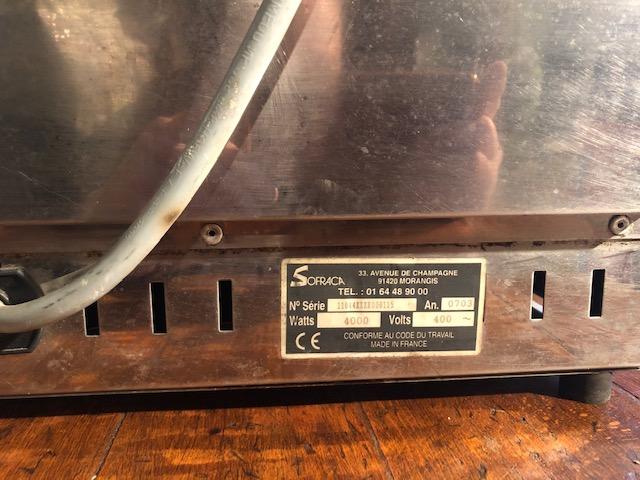 SOFRACA
33. AVENUE DE CHAMPAGNE
91420 MORANGIS
TEL. : 01 64 48 90 00
N° Série An. 0703
Watts 4000 Volts 400 ~
CONFORME AU CODE DU TRAVAIL
CE MADE IN FRANCE